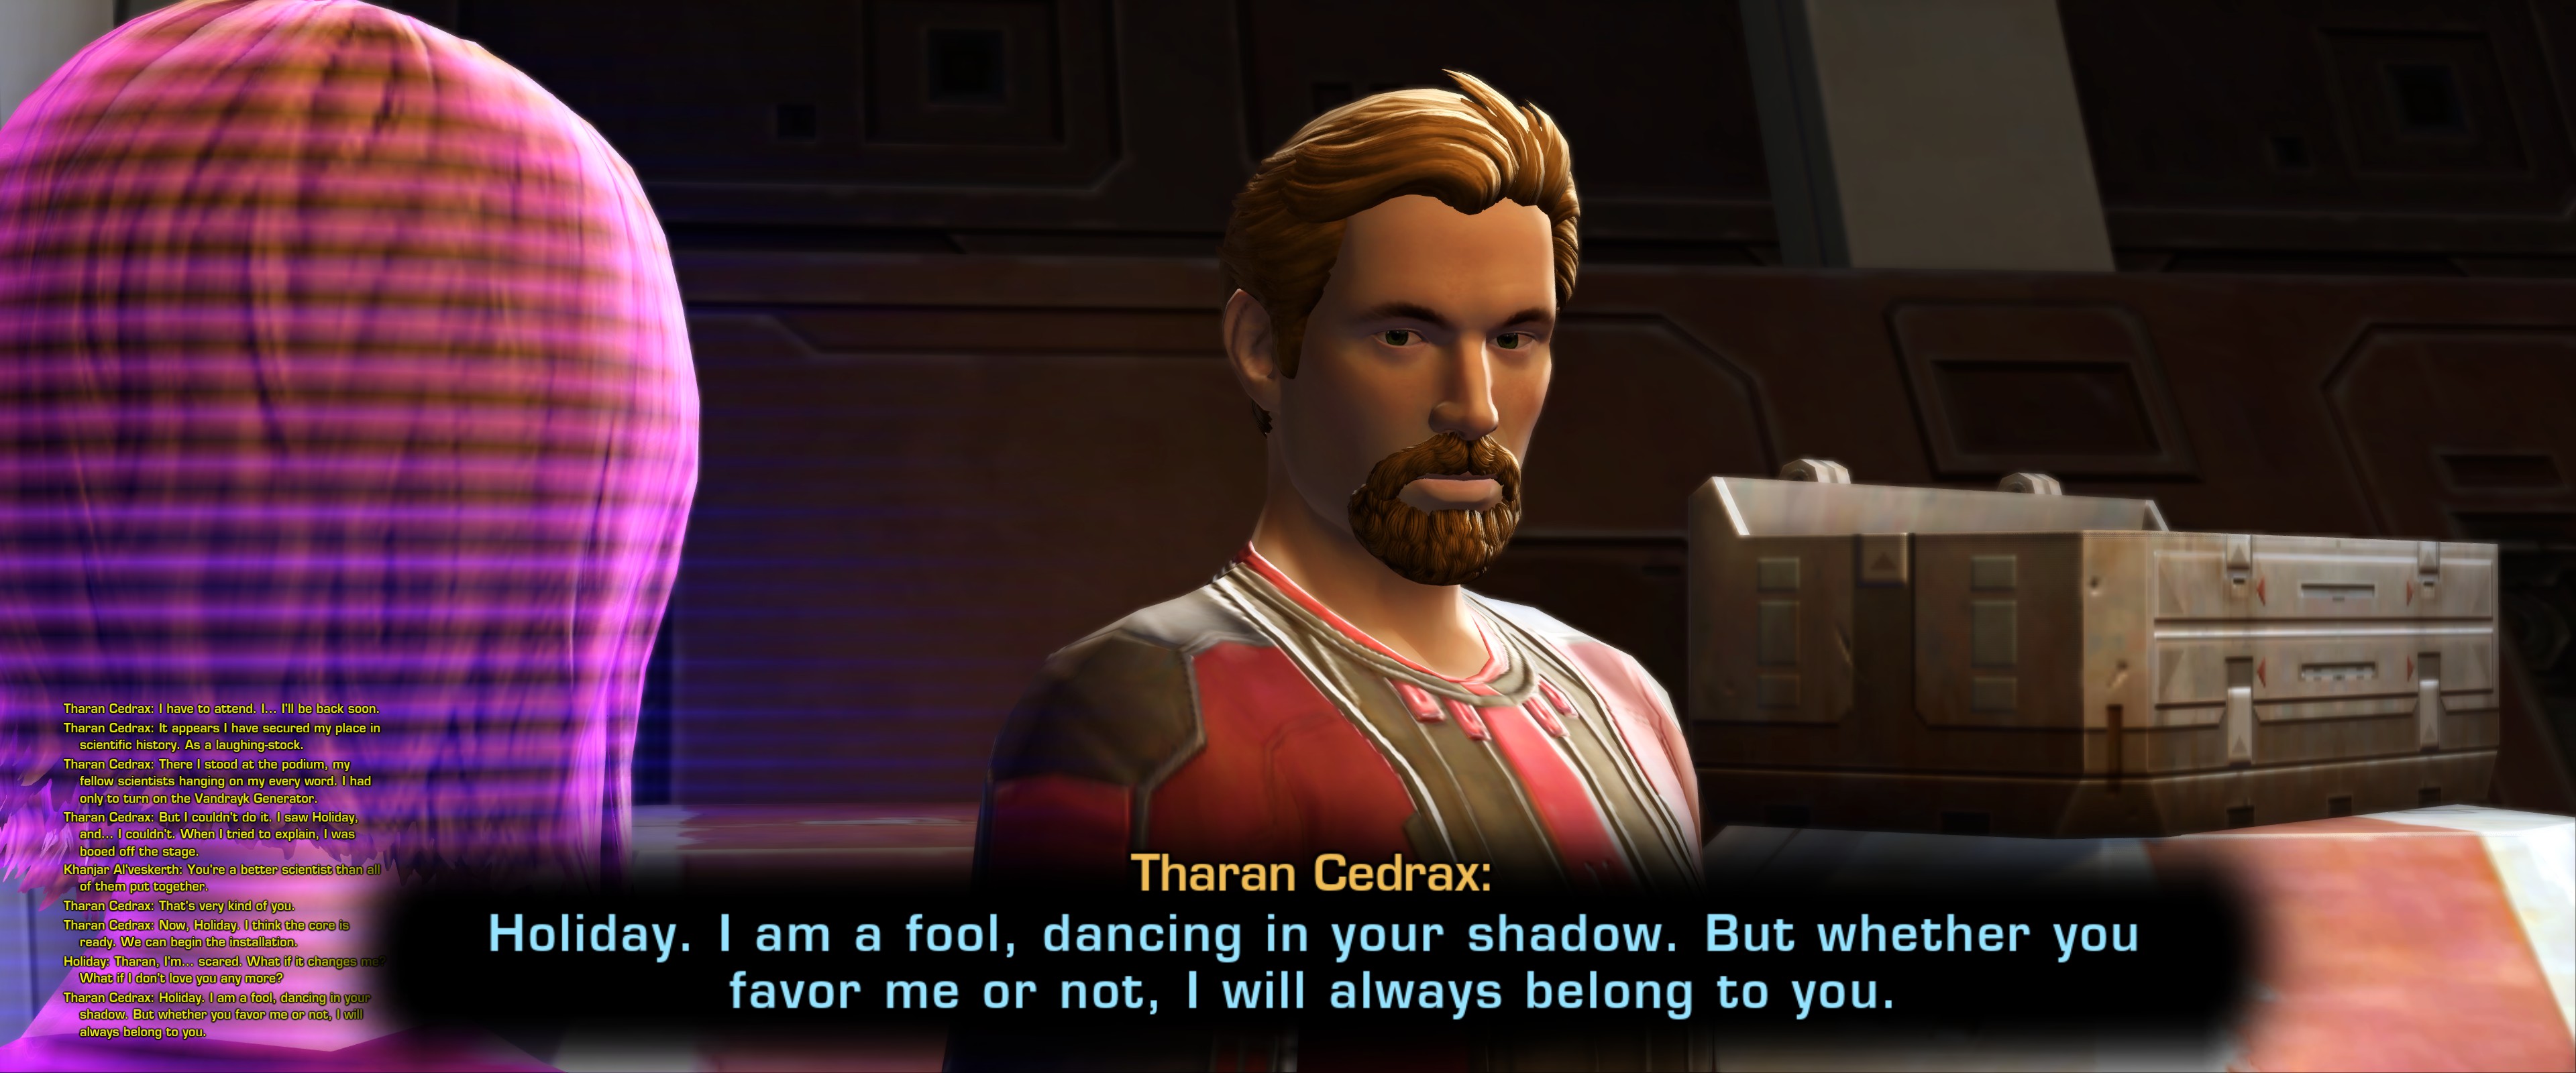 Tharan Cedrax: I have to attend. I... I'll be back soon.
Tharan Cedrax: It appears I have secured my place in
scientific history. As a laughing-stock.
Tharan Cedrax: There I stood at the podium, my
fellow scientists hanging on my every word. I had
only to turn on the Vandrayk Generator.
Tharan Cedrax: But I couldn't do it. I saw Holiday,
and... I couldn't. When I tried to explain, I was
booed off the stage.
Khanjar Al'veskerth: You're a better scientist than all
of them put together.
Tharan Cedrax: That's very kind of you.
Tharan Cedrax: Now, Holiday. I think the core is
ready. We can begin the installation.
Holiday: Tharan, I'm... scared. What if it changes me?
What if I don't love you any more?
Tharan Cedrax: Holiday. I am a fool, dancing in your
shadow. But whether you favor me or not, I will
always belong to you.
Tharan Cedrax:
Holiday. I am a fool, dancing in your shadow. But whether you
favor me or not, I will always belong to you.